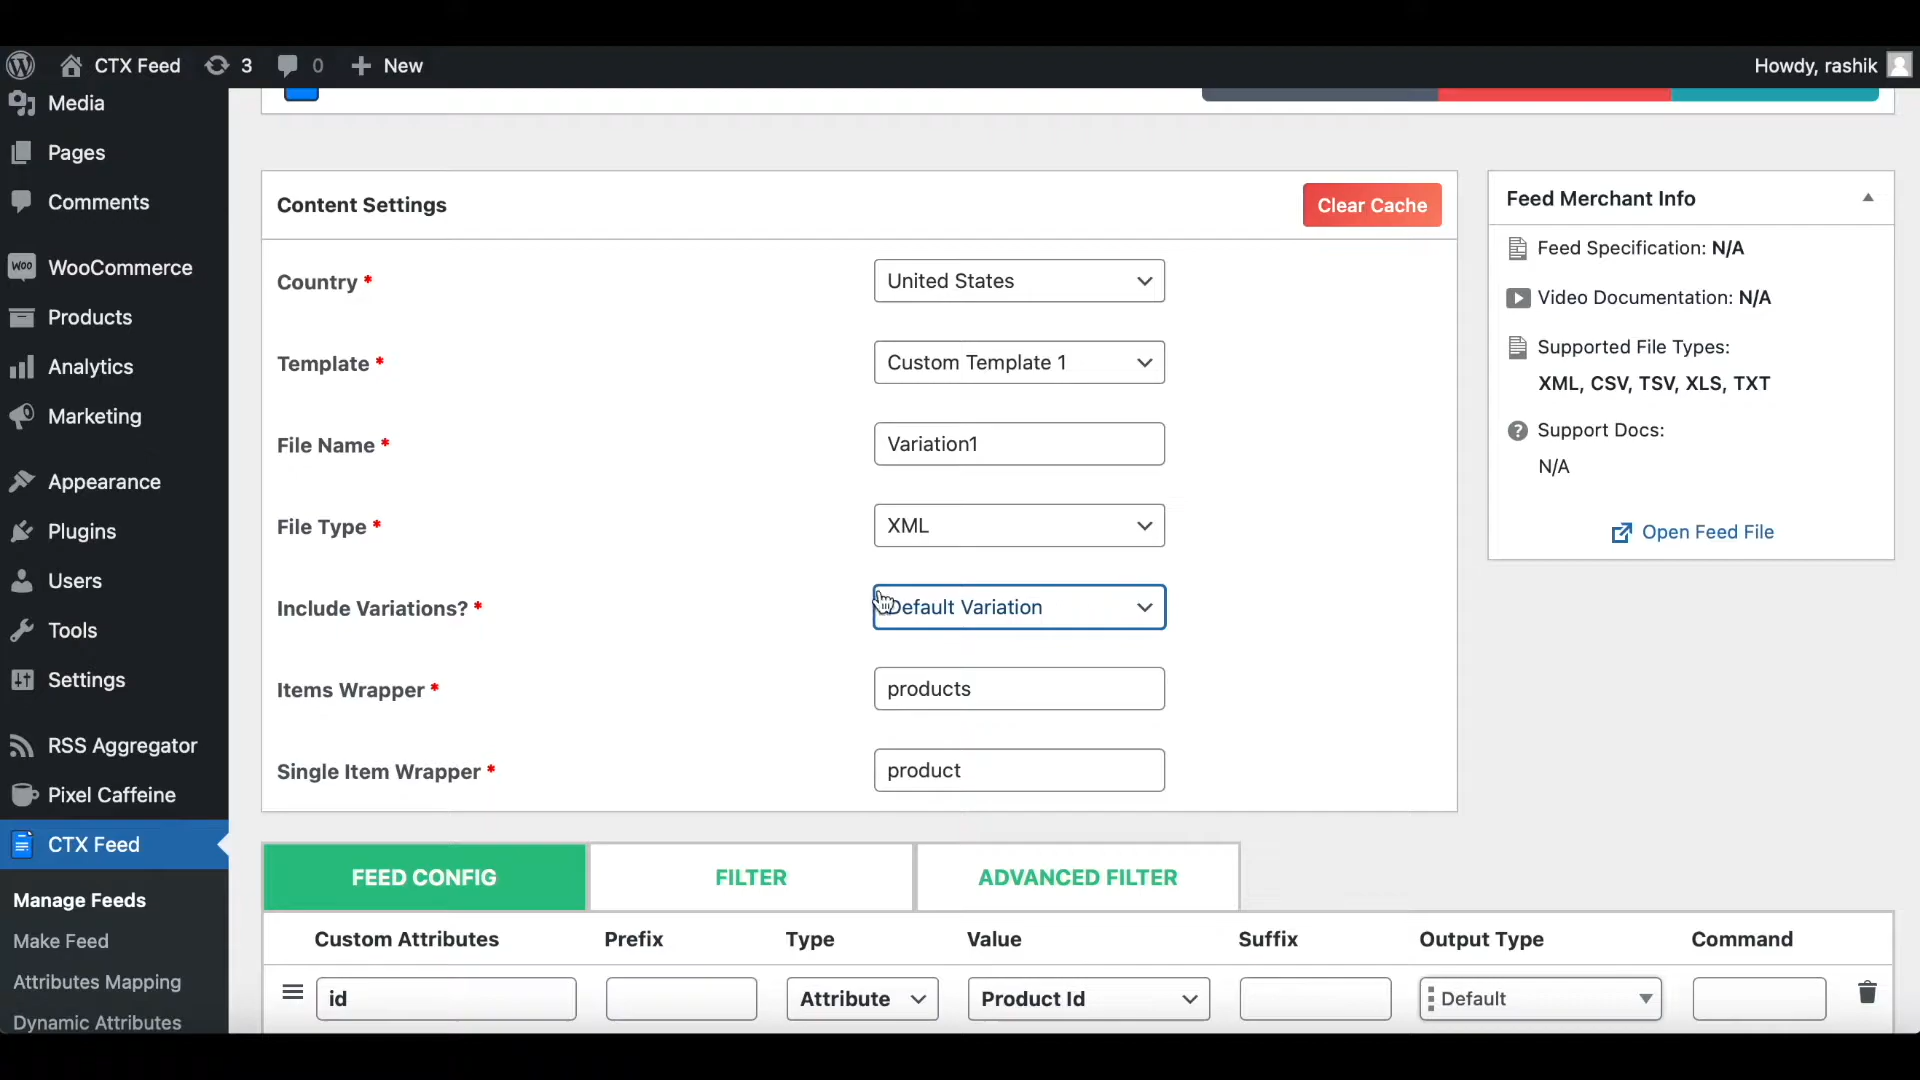 CTX Feed 3 0 New Howdy, rashik
Media
Pages
Comments
WOO WooCommerce
Products
Analytics
Marketing
Appearance
Plugins
Users
Tools
Settings
RSS Aggregator
Pixel Caffeine
CTX Feed
Manage Feeds
Make Feed
Attributes Mapping
Dynamic Attributes
Content Settings Clear Cache
Country * United States
Template * Custom Template 1
File Name * Variation1
File Type * XML
Include Variations? * Default Variation
Items Wrapper * products
Single Item Wrapper * product
Feed Merchant Info
Feed Specification: N/A
Video Documentation: N/A
Supported File Types:
XML, CSV, TSV, XLS, TXT
Support Docs:
N/A
Open Feed File
FEED CONFIG FILTER ADVANCED FILTER
Custom Attributes Prefix Type Value Suffix Output Type Command
id Attribute Product Id Default